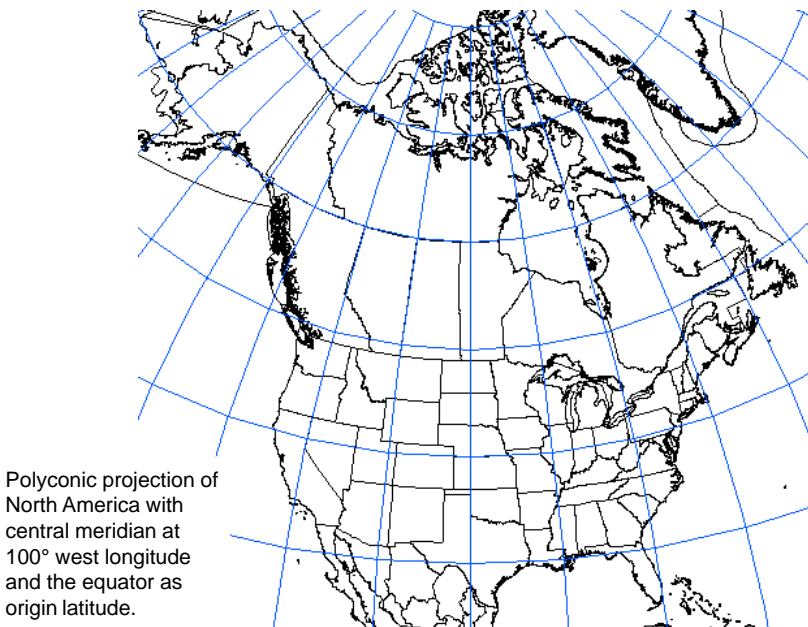 Polyconic projection of
North America with
central meridian at
100° west longitude
and the equator as
origin latitude.